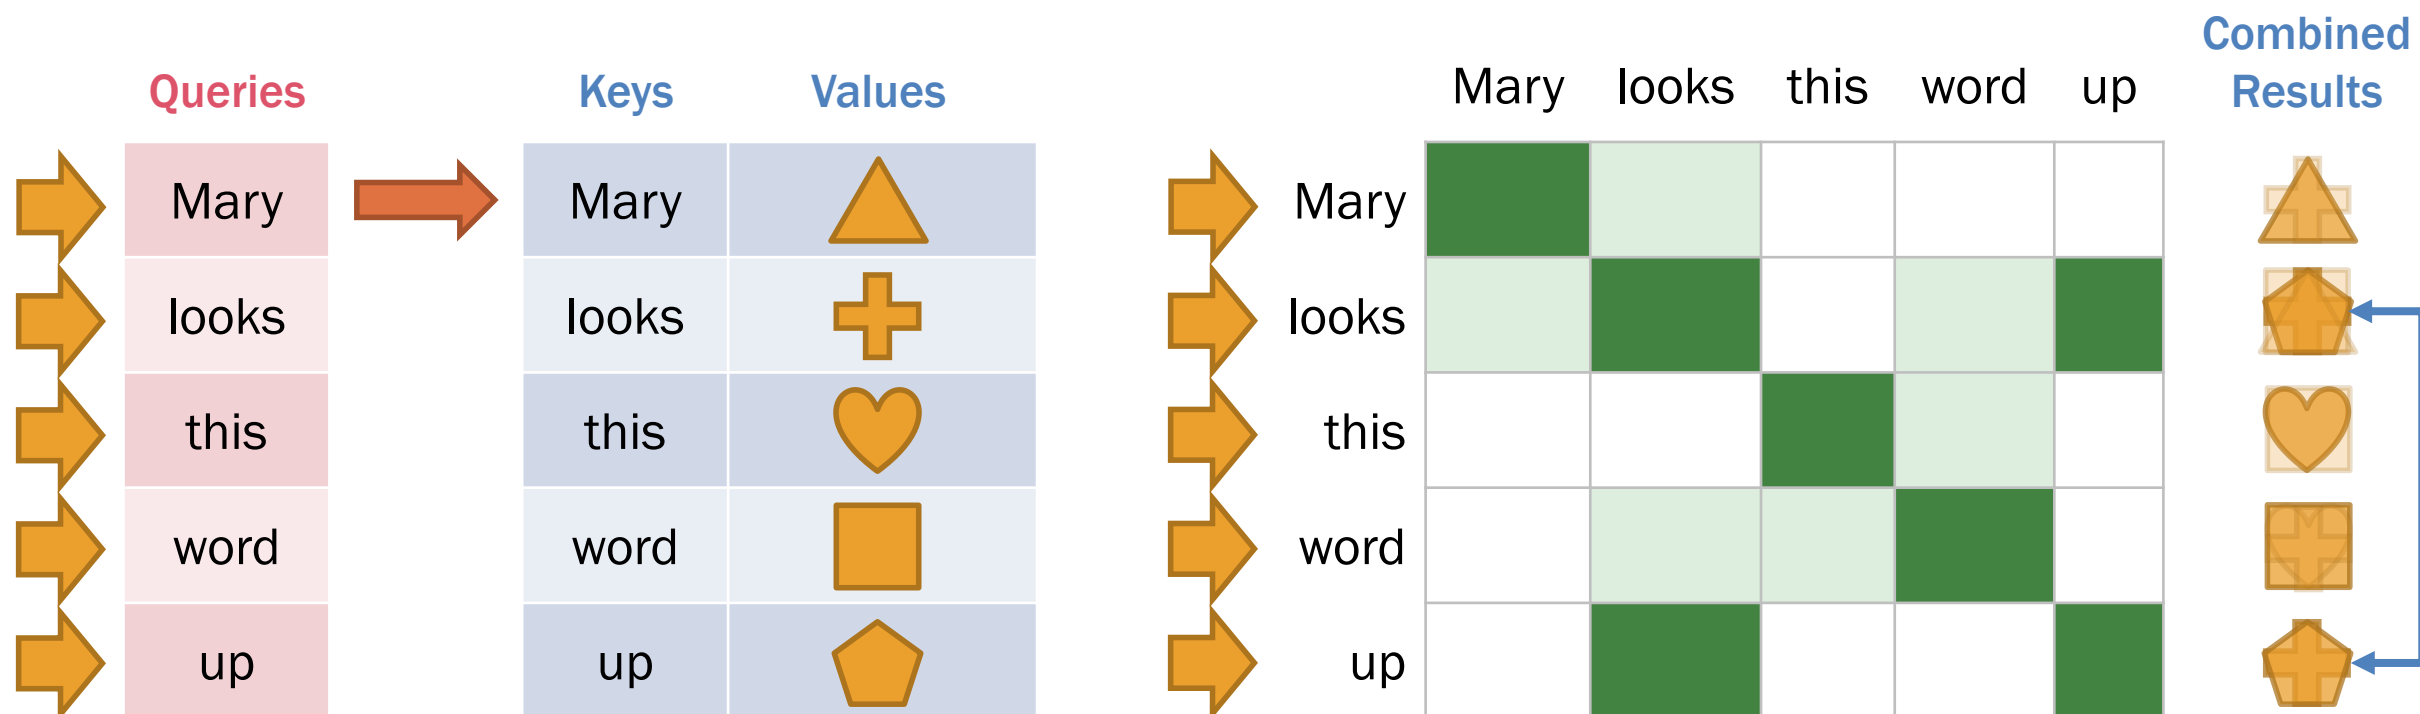 Combined
Queries Keys Values Mary looks this word up Results
Mary Mary Mary
looks looks looks
this this this
word word word
up up up